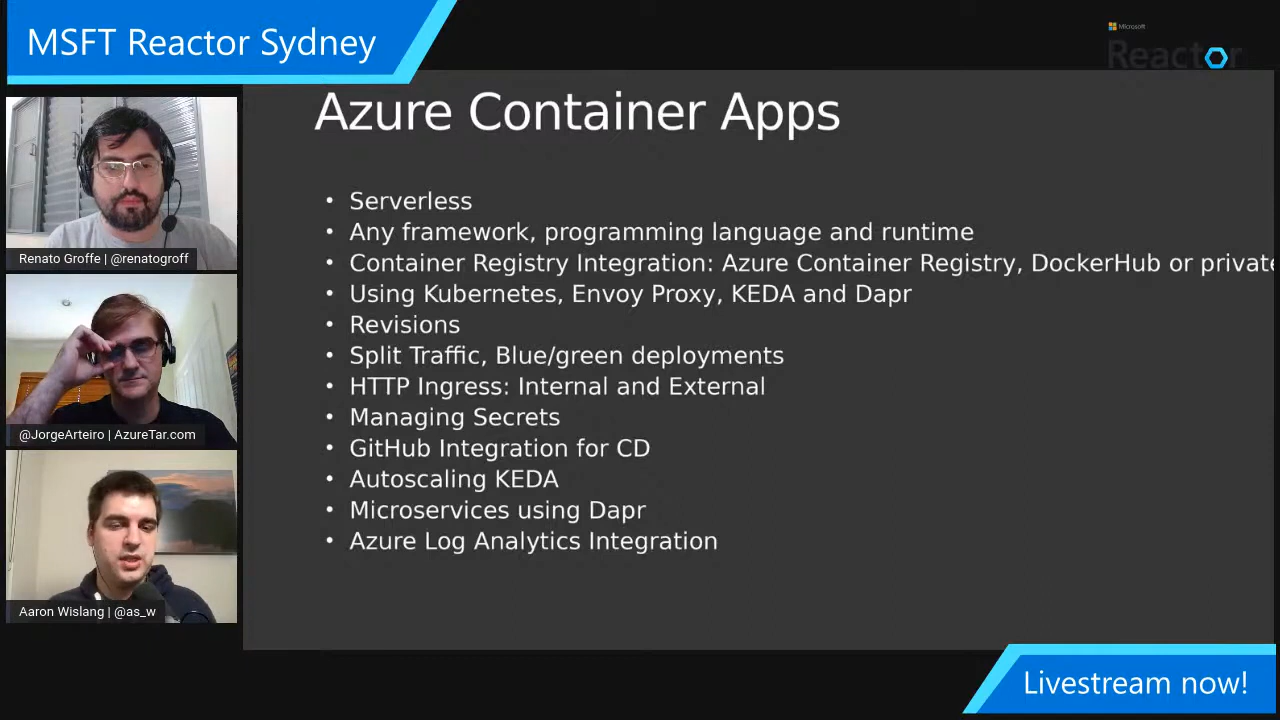 MSFT Reactor Sydney
Microsoft
Reactor
Azure Container Apps
• Serverless
• Any framework, programming language and runtime
• Container Registry Integration: Azure Container Registry, DockerHub or private
• Using Kubernetes, Envoy Proxy, KEDA and Dapr
• Revisions
• Split Traffic, Blue/green deployments
• HTTP Ingress: Internal and External
• Managing Secrets
• GitHub Integration for CD
• Autoscaling KEDA
• Microservices using Dapr
• Azure Log Analytics Integration
Renato Groffe | @renatogroff
@JorgeArteiro | AzureTar.com
Aaron Wislang | @as_w
Livestream now!